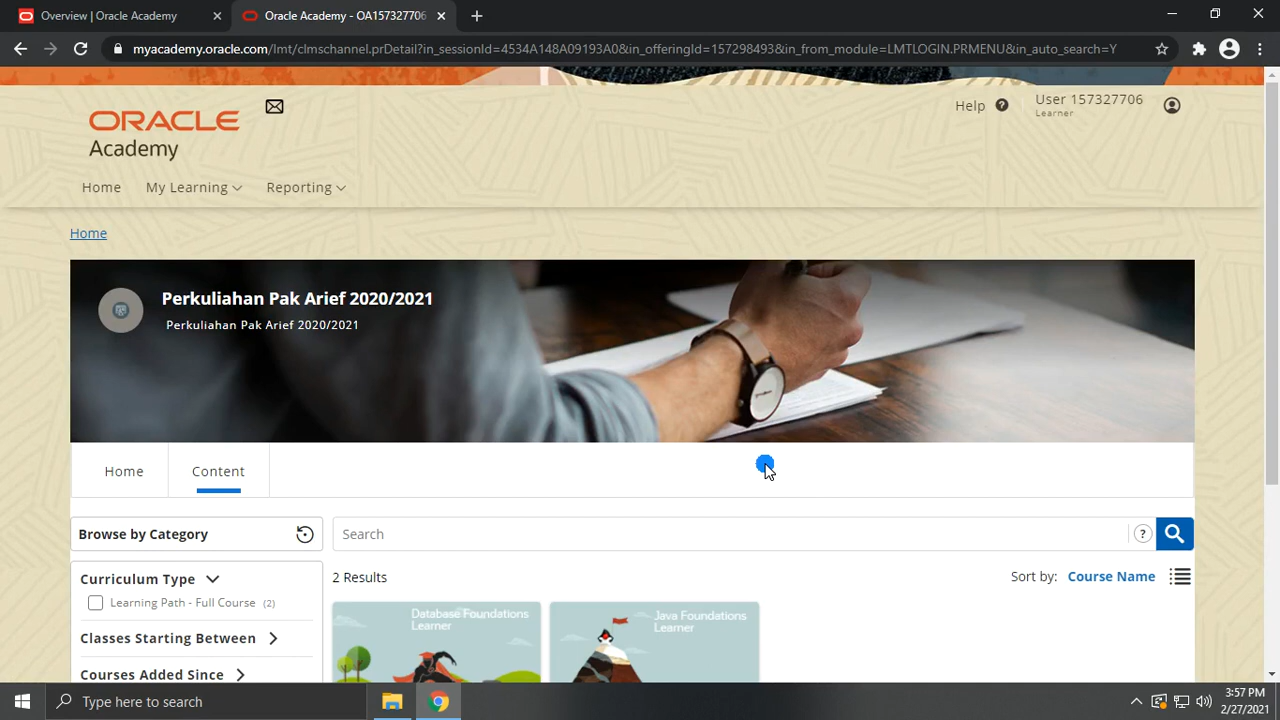 Overview | Oracle Academy
Oracle Academy - OA157327706
myacademy.oracle.com/lmt/clmschannel.prDetail?in_sessionId=4534A148A09193A0&in_offeringId=157298493&in_from_module=LMTLOGIN.PRMENU&in_auto_search=Y
ORACLE
Academy
Help ?
User 157327706
Learner
Home
My Learning
Reporting
Home
Perkuliahan Pak Arief 2020/2021
Perkuliahan Pak Arief 2020/2021
Home
Content
Browse by Category
Search
?
Curriculum Type
Learning Path - Full Course (2)
Classes Starting Between
Courses Added Since
2 Results
Sort by: Course Name
Database Foundations
Learner
Java Foundations
Learner
Type here to search
3:57 PM
2/27/2021